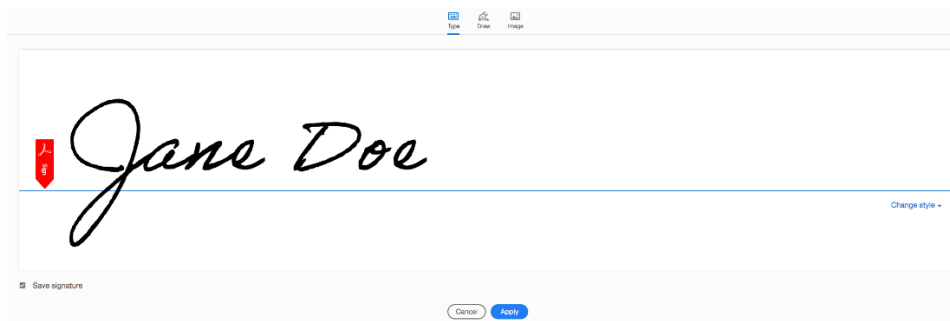 Type Draw Image
Jane Doe
Sign
Change style
Save signature
Cancel Apply